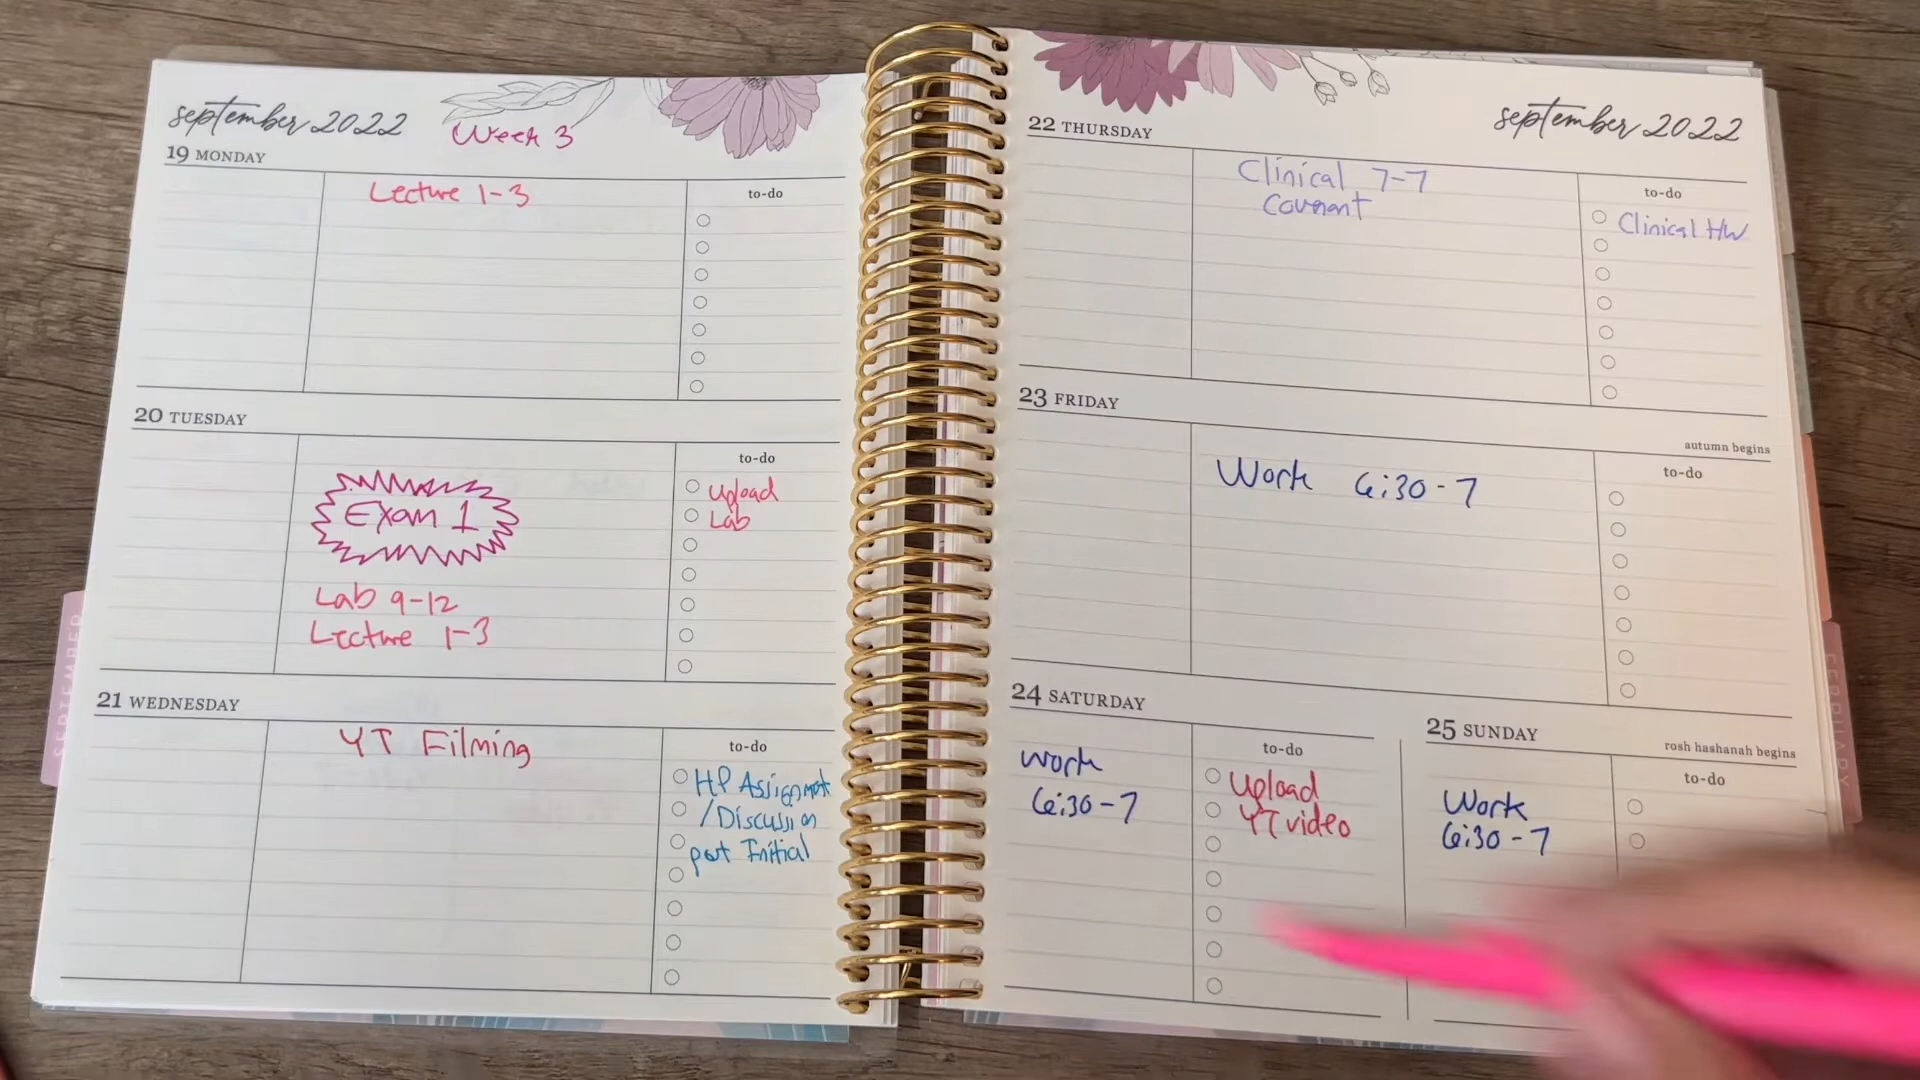 september 2022
Week 3
19 MONDAY
Lecture 1-3
to-do
20 TUESDAY
Exam 1
Lab 9-12
Lecture 1-3
to-do
Upload
Lab
21 WEDNESDAY
YT Filming
to-do
HP Assignment
/Discussion
post Initial
SEPTEMBER
september 2022
22 THURSDAY
Clinical 7-7
Covenant
to-do
Clinical HW
23 FRIDAY
autumn begins
Work 6:30-7
to-do
24 SATURDAY
work
6:30-7
to-do
Upload
YT video
25 SUNDAY
rosh hashanah begins
Work
6:30-7
to-do
FEBRUARY